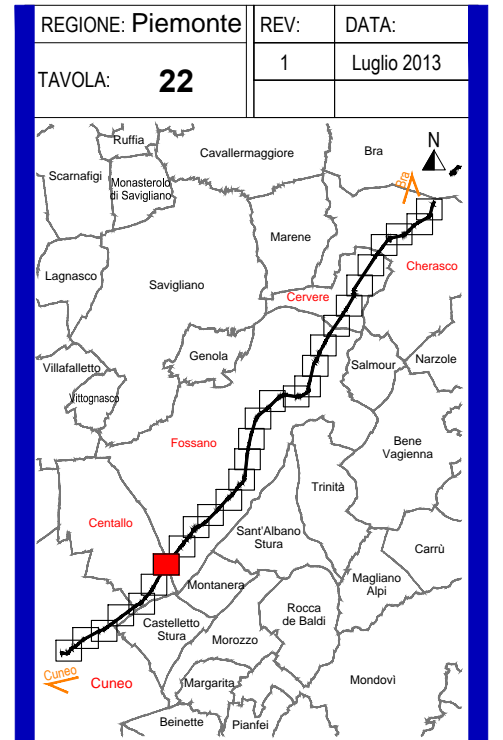 REGIONE: Piemonte
REV:
DATA:
TAVOLA: 22
1
Luglio 2013
Ruffia
Cavallermaggiore
Bra
N
Scarnafigi
Monasterolo
di Savigliano
Bra
Marene
Lagnasco
Savigliano
Cherasco
Cervere
Villafalletto
Genola
Salmour
Narzole
Vittognasco
Fossano
Bene
Vagienna
Trinità
Centallo
Sant'Albano
Stura
Carrù
Montanera
Magliano
Alpi
Rocca
de Baldi
Castelletto
Stura
Morozzo
Cuneo
Cuneo
Margarita
Mondovì
Beinette
Pianfei